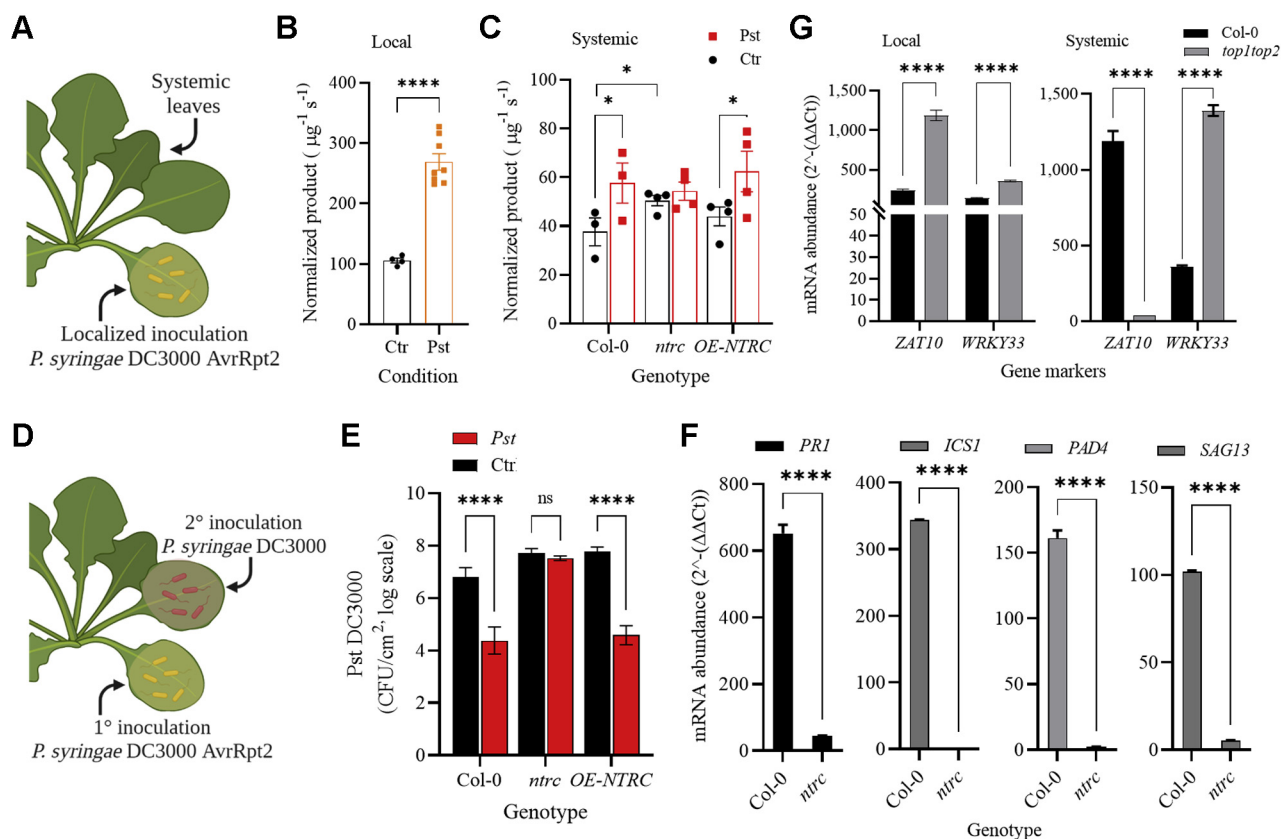 A
Systemic
leaves
Localized inoculation
P. syringae DC3000 AvrRpt2
B
Local
Normalized product ( µg⁻¹ s⁻¹)
400
300
200
100
0
****
Ctr
Pst
Condition
C
Systemic
Pst
Ctr
Normalized product ( µg⁻¹ s⁻¹)
100
80
60
40
20
0
*
*
*
Col-0
ntrc
OE-NTRC
Genotype
G
Col-0
top1top2
Local
Systemic
mRNA abundance (2^-(ΔΔCt))
1,500
1,000
500
50
40
30
20
10
0
****
****
ZAT10
WRKY33
1,500
1,000
500
0
****
****
ZAT10
WRKY33
Gene markers
D
2° inoculation
P. syringae DC3000
1° inoculation
P. syringae DC3000 AvrRpt2
E
Pst
Ctr
Pst DC3000
(CFU/cm², log scale)
10
8
6
4
2
0
****
ns
****
Col-0
ntrc
OE-NTRC
Genotype
F
PR1
ICS1
PAD4
SAG13
mRNA abundance (2^-(ΔΔCt))
800
600
400
200
0
****
Col-0
ntrc
400
300
200
100
0
****
Col-0
ntrc
200
150
100
50
0
****
Col-0
ntrc
150
100
50
0
****
Col-0
ntrc
Genotype